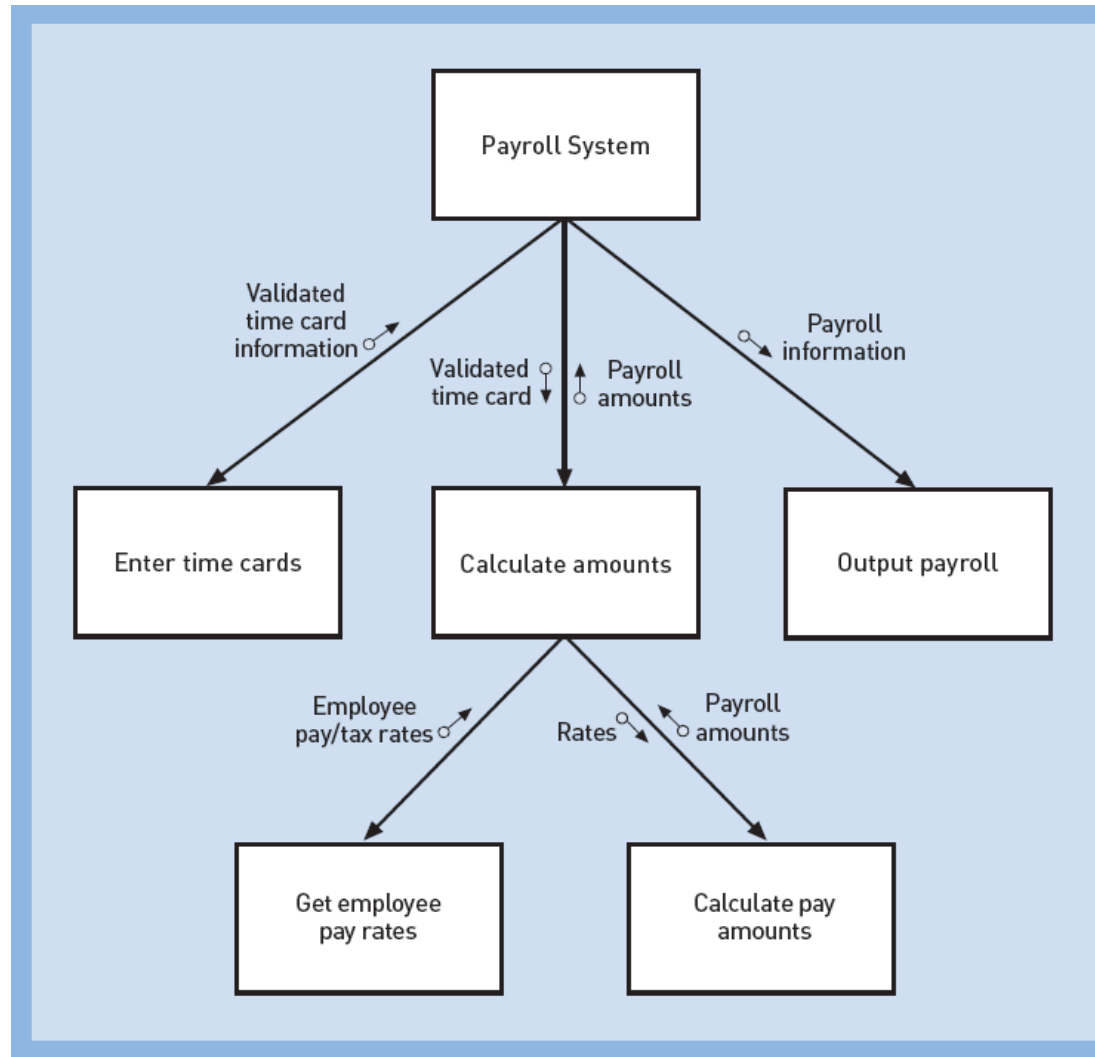 Payroll System
Validated
time card
information
Payroll
information
Validated
time card
Payroll
amounts
Enter time cards
Calculate amounts
Output payroll
Employee
pay/tax rates
Rates
Payroll
amounts
Get employee
pay rates
Calculate pay
amounts